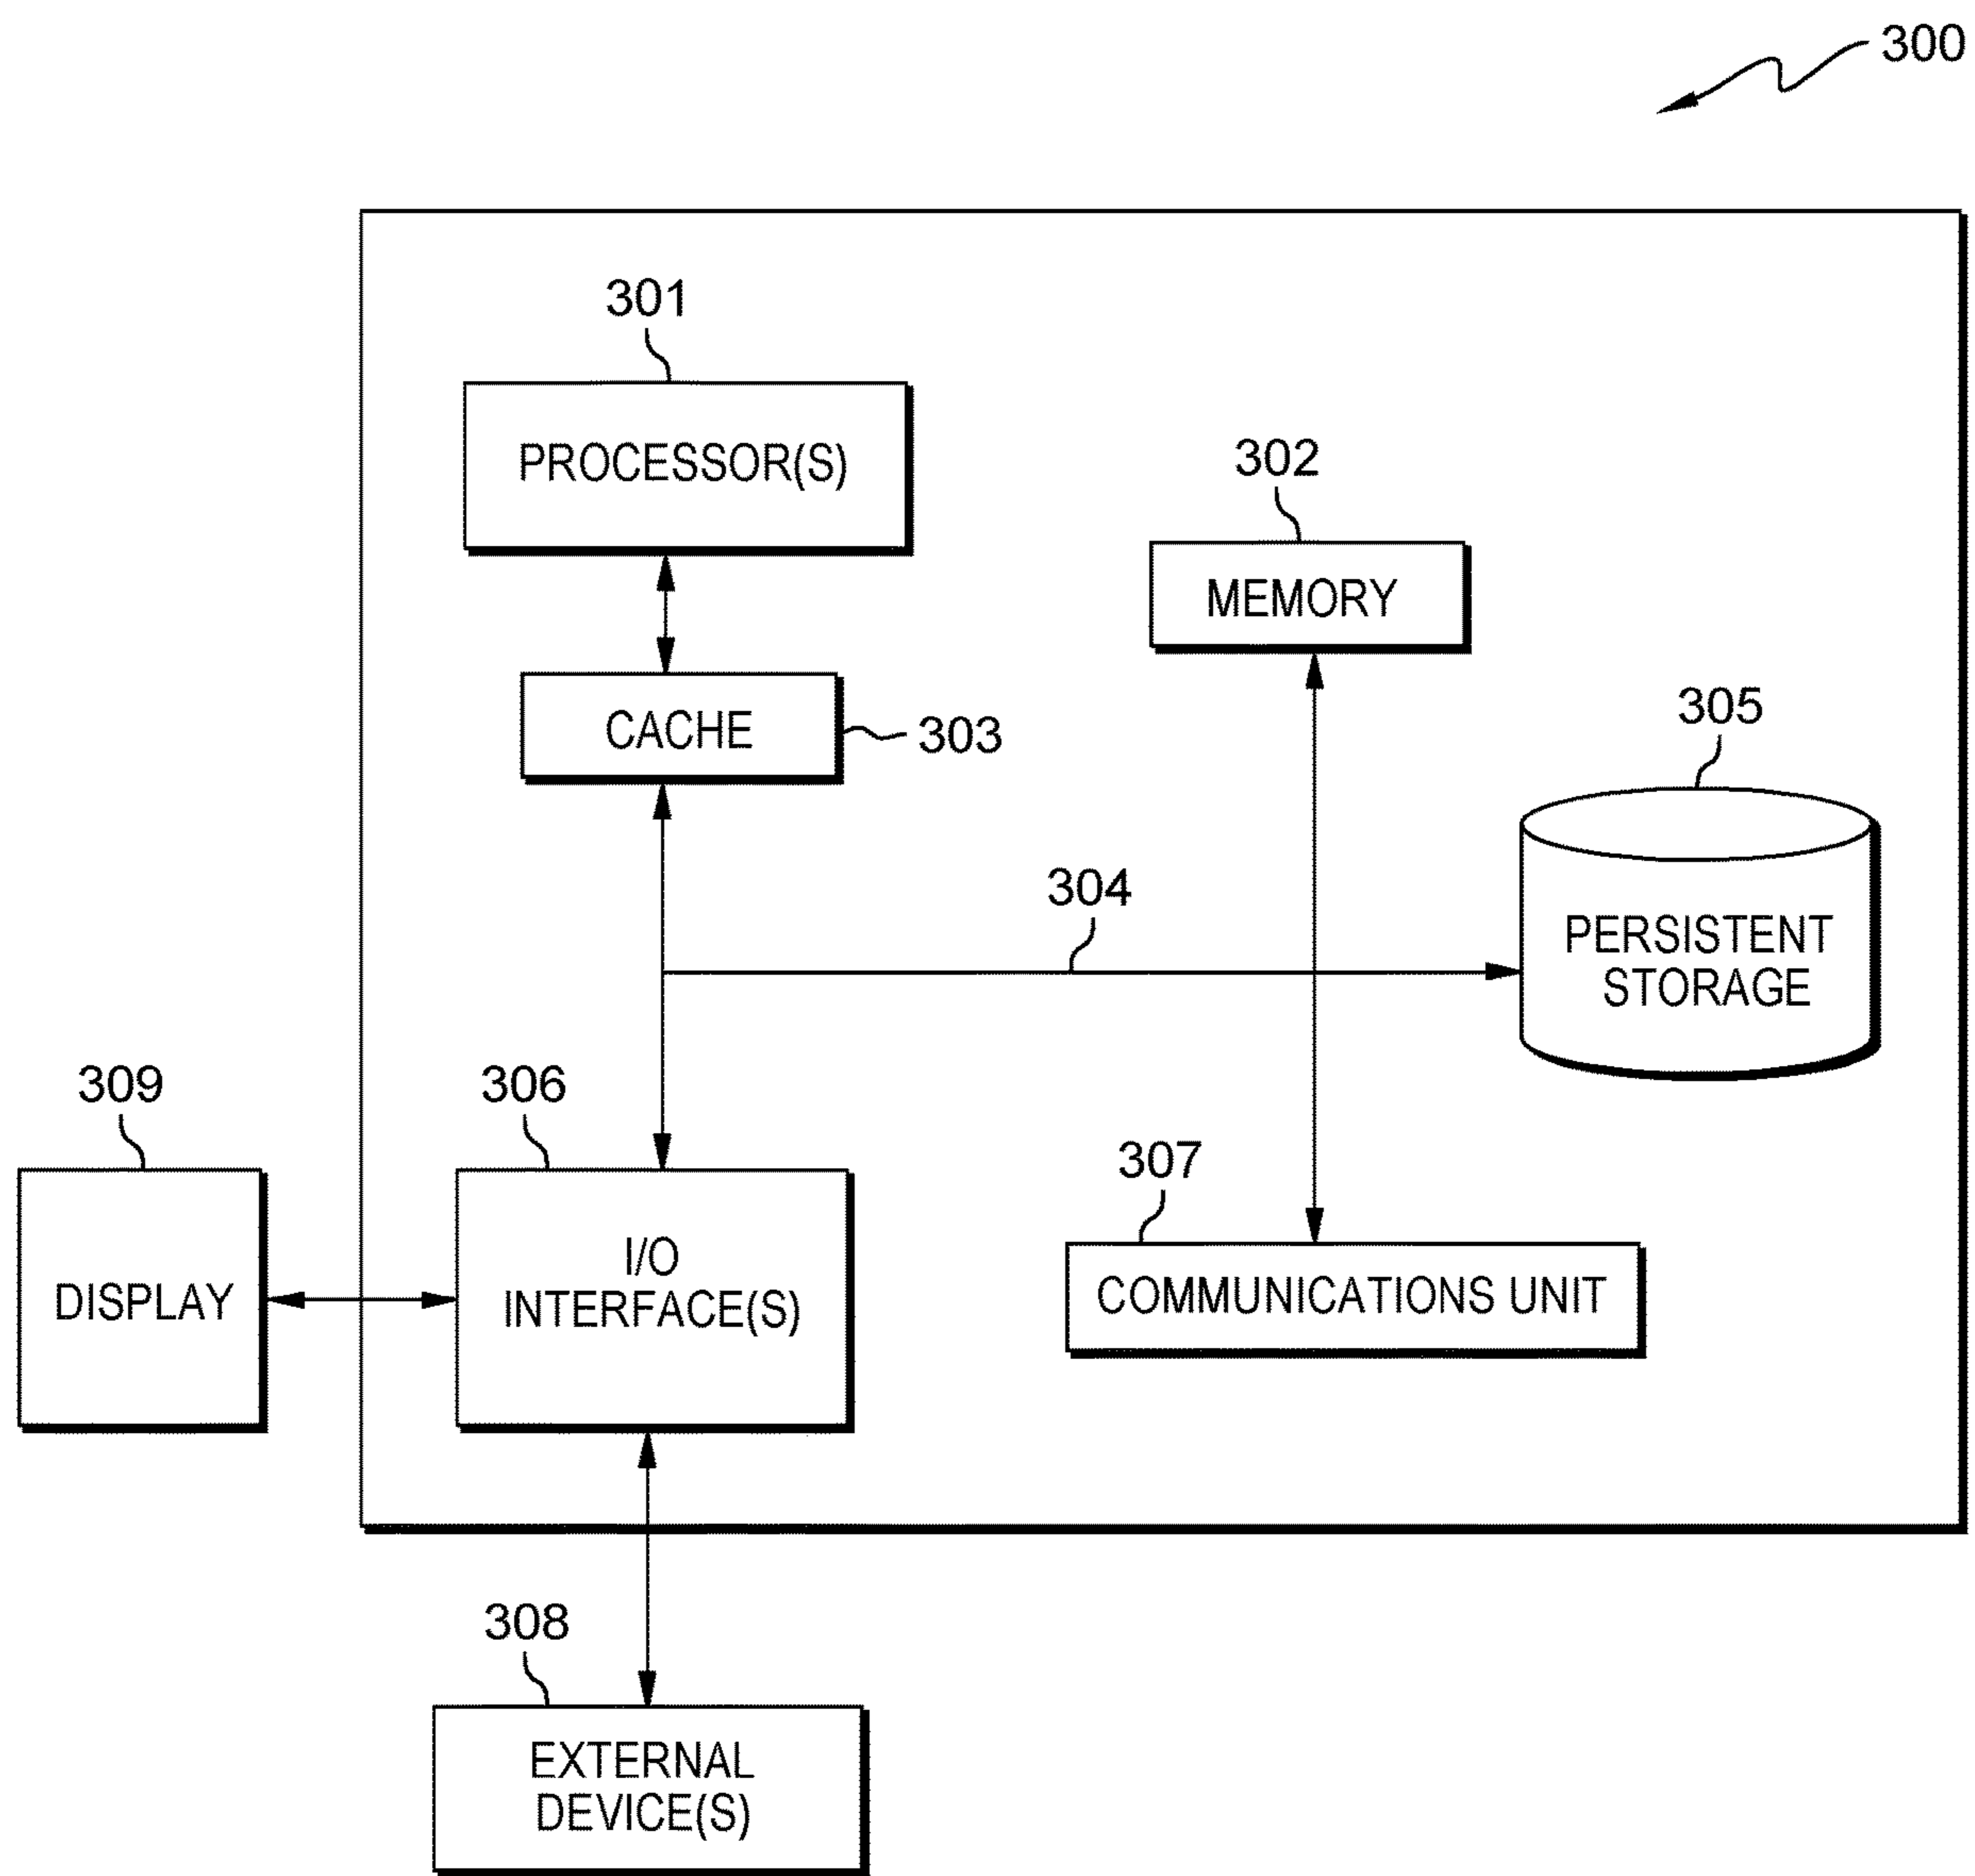 300
301
PROCESSOR(S)
302
MEMORY
CACHE
303
305
304
PERSISTENT
STORAGE
309
306
307
DISPLAY
I/O
INTERFACE(S)
COMMUNICATIONS UNIT
308
EXTERNAL
DEVICE(S)